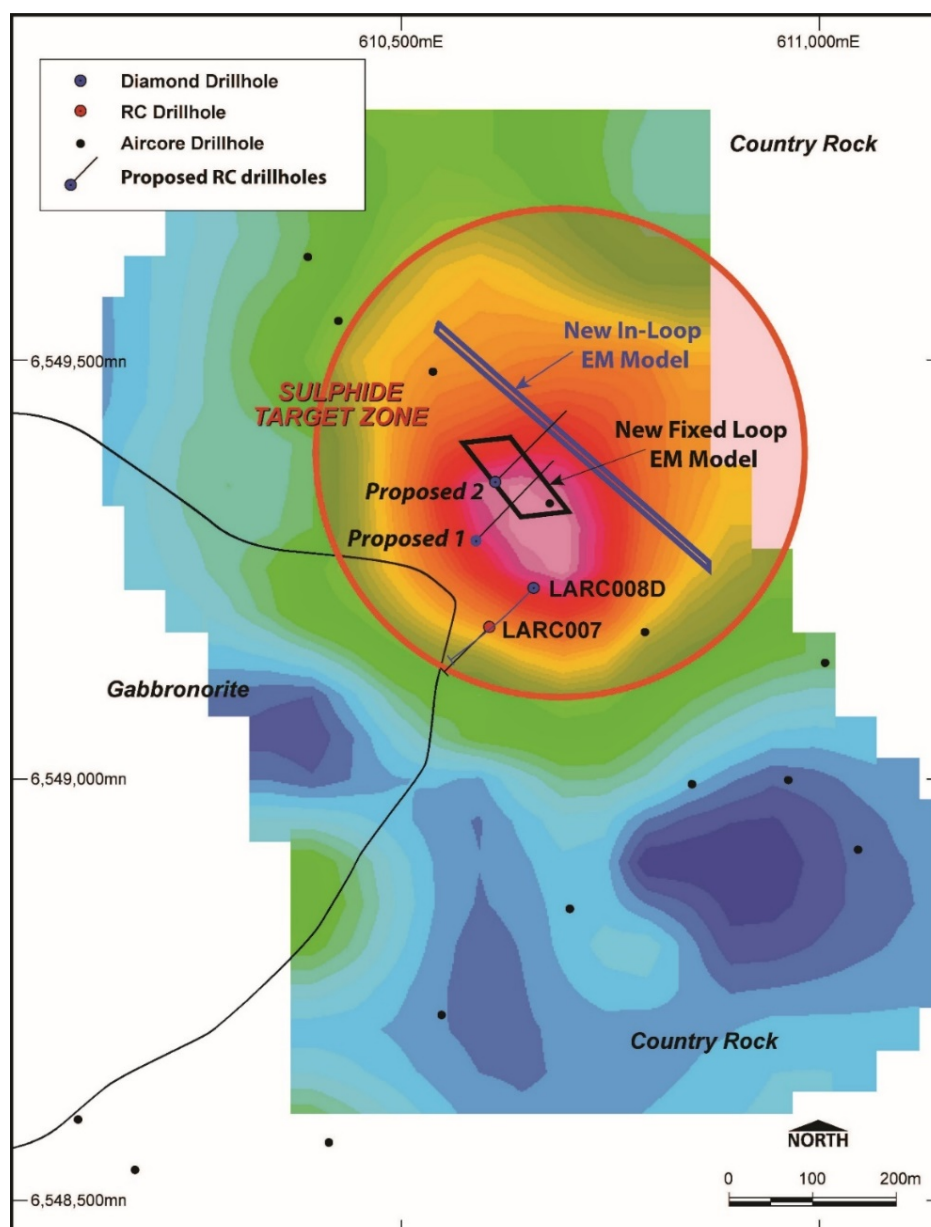 610,500mE
611,000mE
Diamond Drillhole
RC Drillhole
Aircore Drillhole
Proposed RC drillholes
Country Rock
New In-Loop
EM Model
6,549,500mn
SULPHIDE
TARGET ZONE
New Fixed Loop
EM Model
Proposed 2
Proposed 1
LARC008D
LARC007
Gabbronorite
6,549,000mn
Country Rock
NORTH
0
100
200m
6,548,500mn